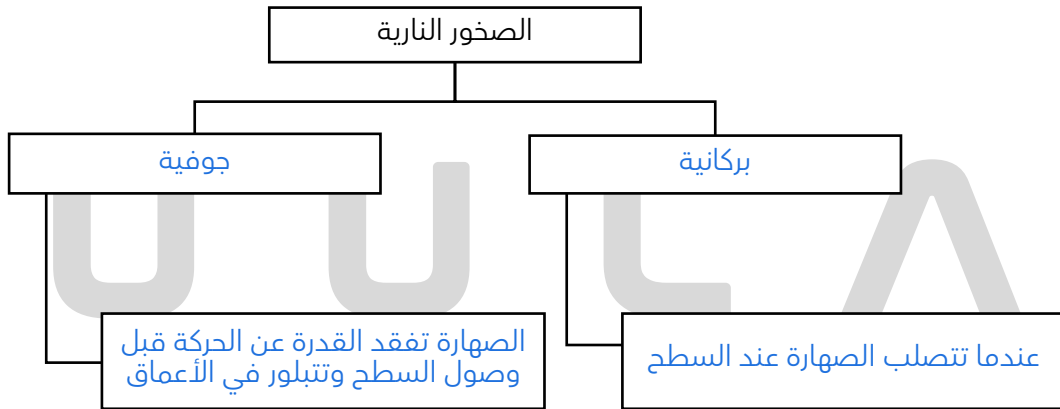 الصخور النارية
بركانية
جوفية
عندما تتصلب الصهارة عند السطح
الصهارة تفقد القدرة عن الحركة قبل
وصول السطح وتتبلور في الأعماق
UULA